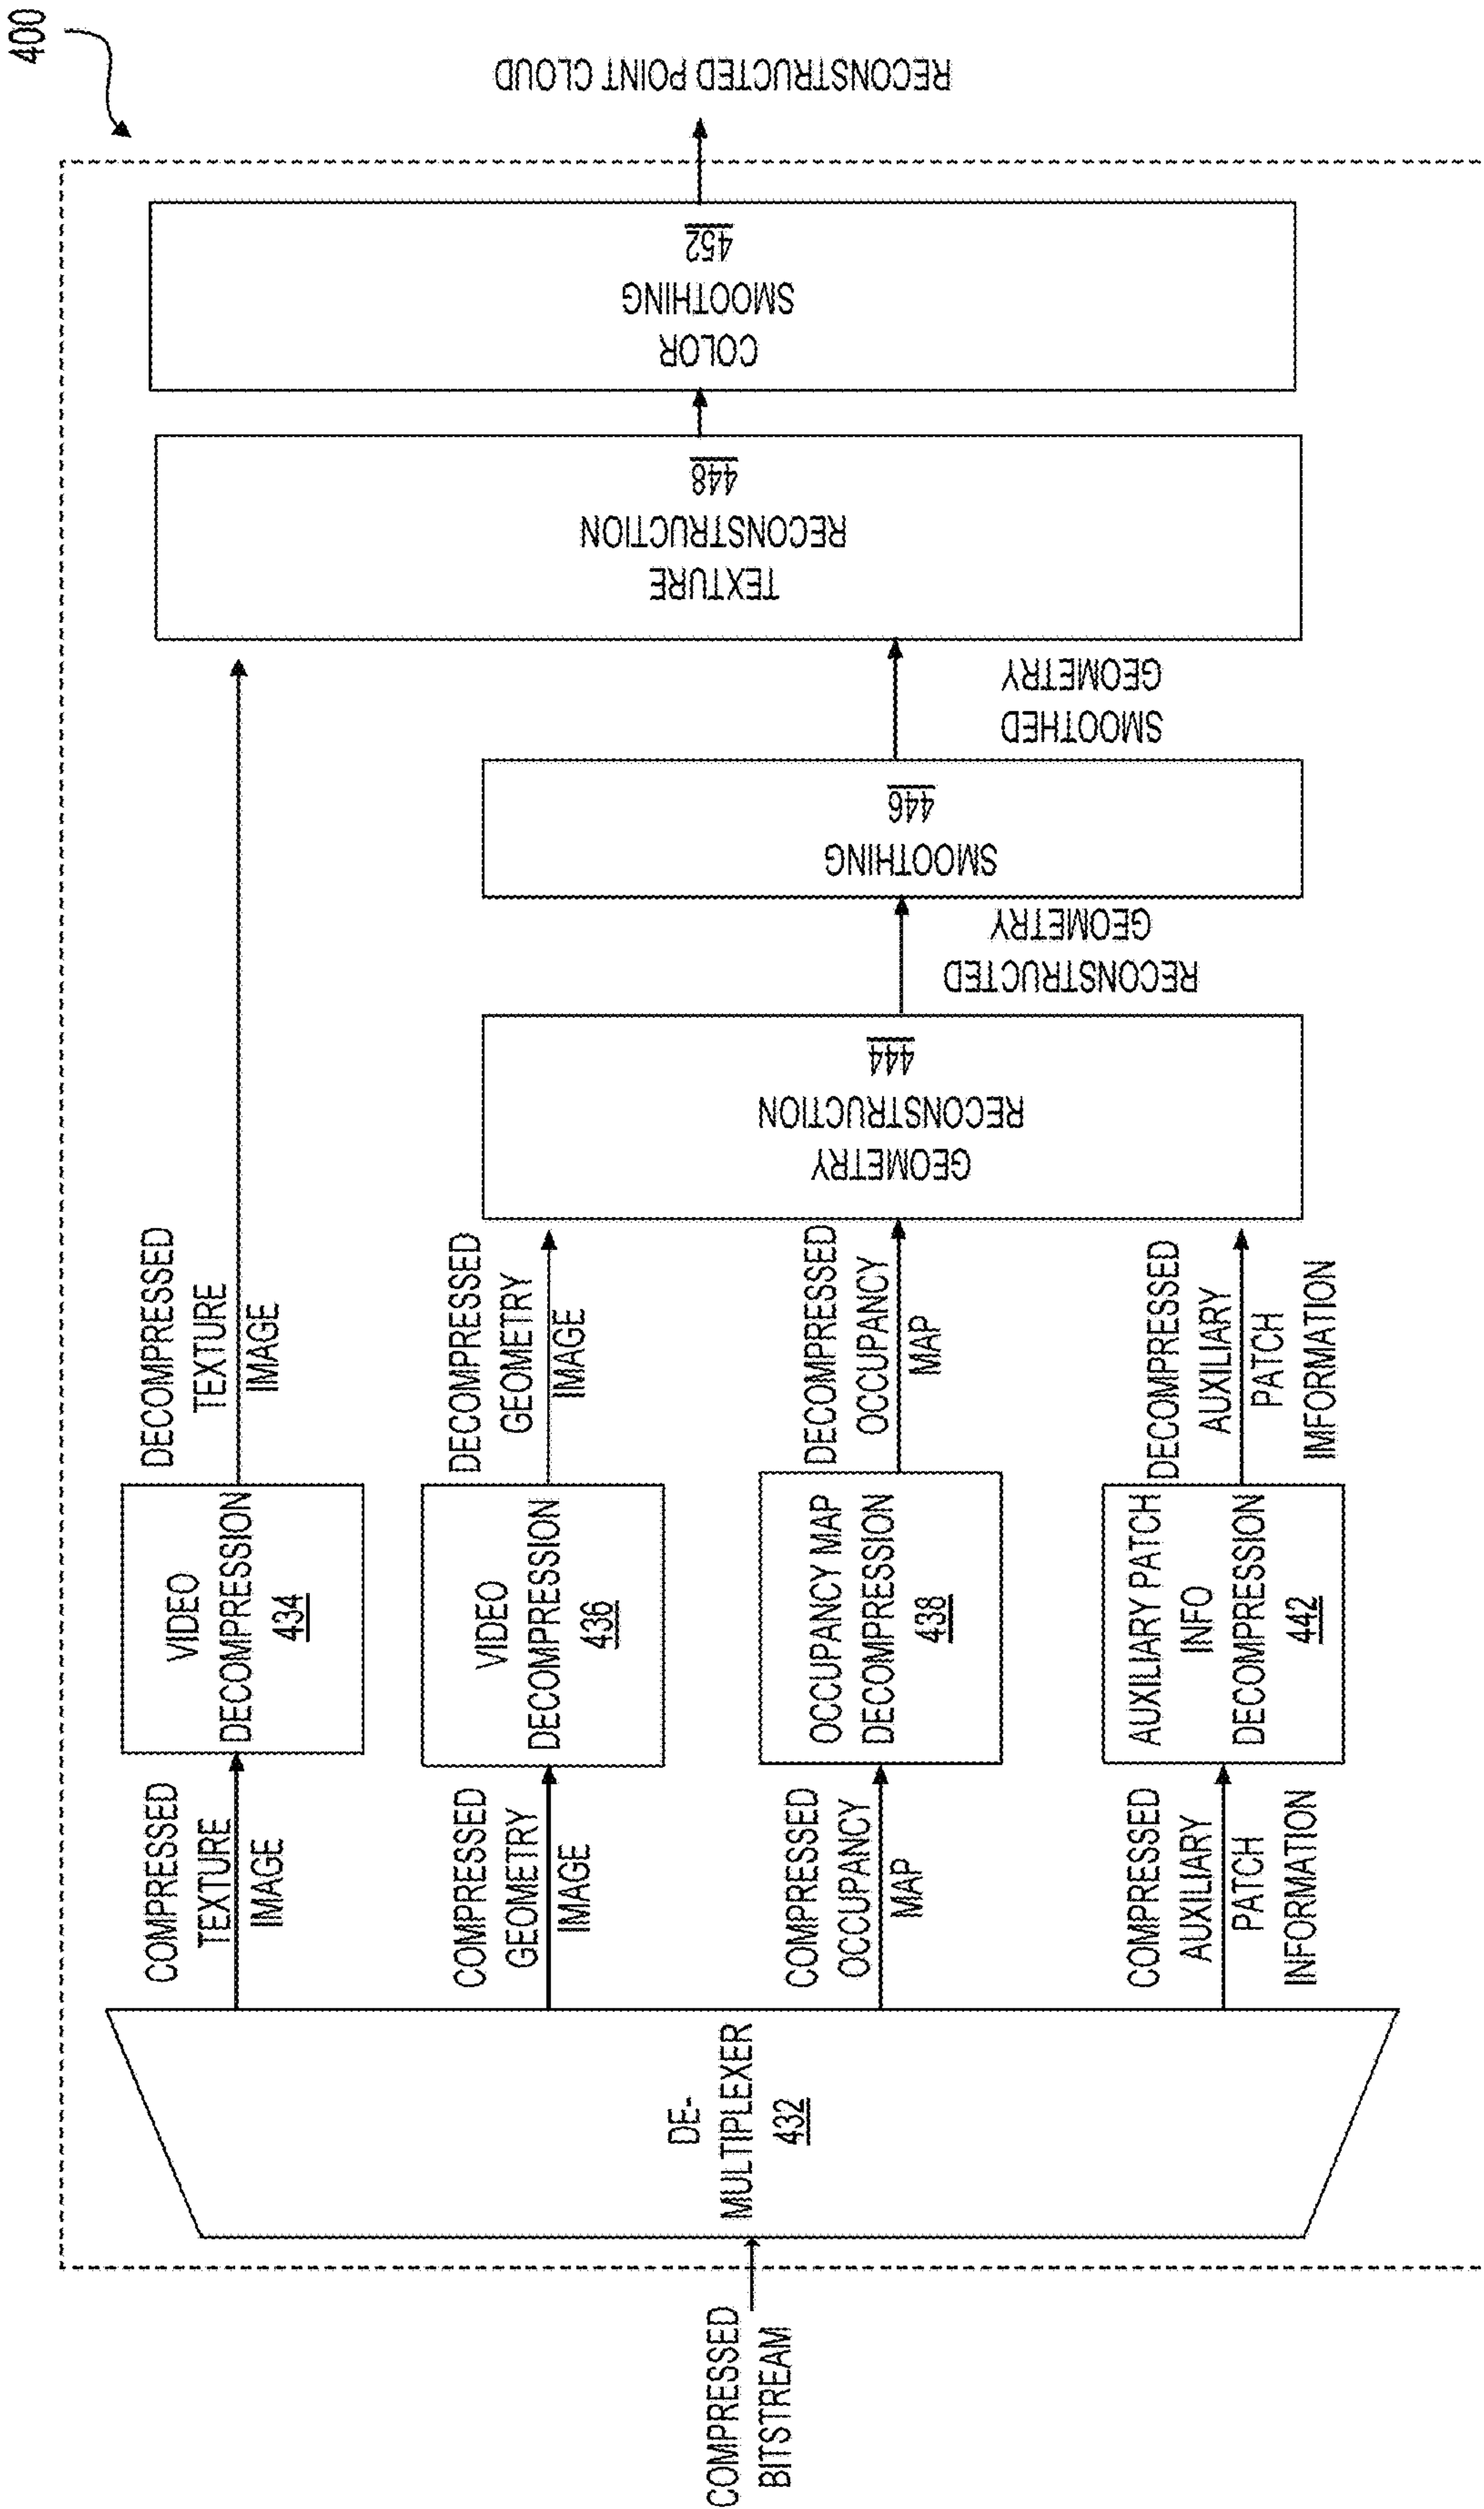 400
COMPRESSED
BITSTREAM
DE-
MULTIPLEXER
432
COMPRESSED
TEXTURE
IMAGE
COMPRESSED
GEOMETRY
IMAGE
COMPRESSED
OCCUPANCY
MAP
COMPRESSED
AUXILIARY
PATCH
INFORMATION
VIDEO
DECOMPRESSION
434
VIDEO
DECOMPRESSION
436
OCCUPANCY MAP
DECOMPRESSION
438
AUXILIARY PATCH
INFO
DECOMPRESSION
442
DECOMPRESSED
TEXTURE
IMAGE
DECOMPRESSED
GEOMETRY
IMAGE
DECOMPRESSED
OCCUPANCY
MAP
DECOMPRESSED
AUXILIARY
PATCH
IMFORMATION
GEOMETRY
RECONSTRUCTION
444
RECONSTRUCTED
GEOMETRY
SMOOTHING
446
SMOOTHED
GEOMETRY
TEXTURE
RECONSTRUCTION
448
COLOR
SMOOTHING
452
RECONSTRUCTED POINT CLOUD